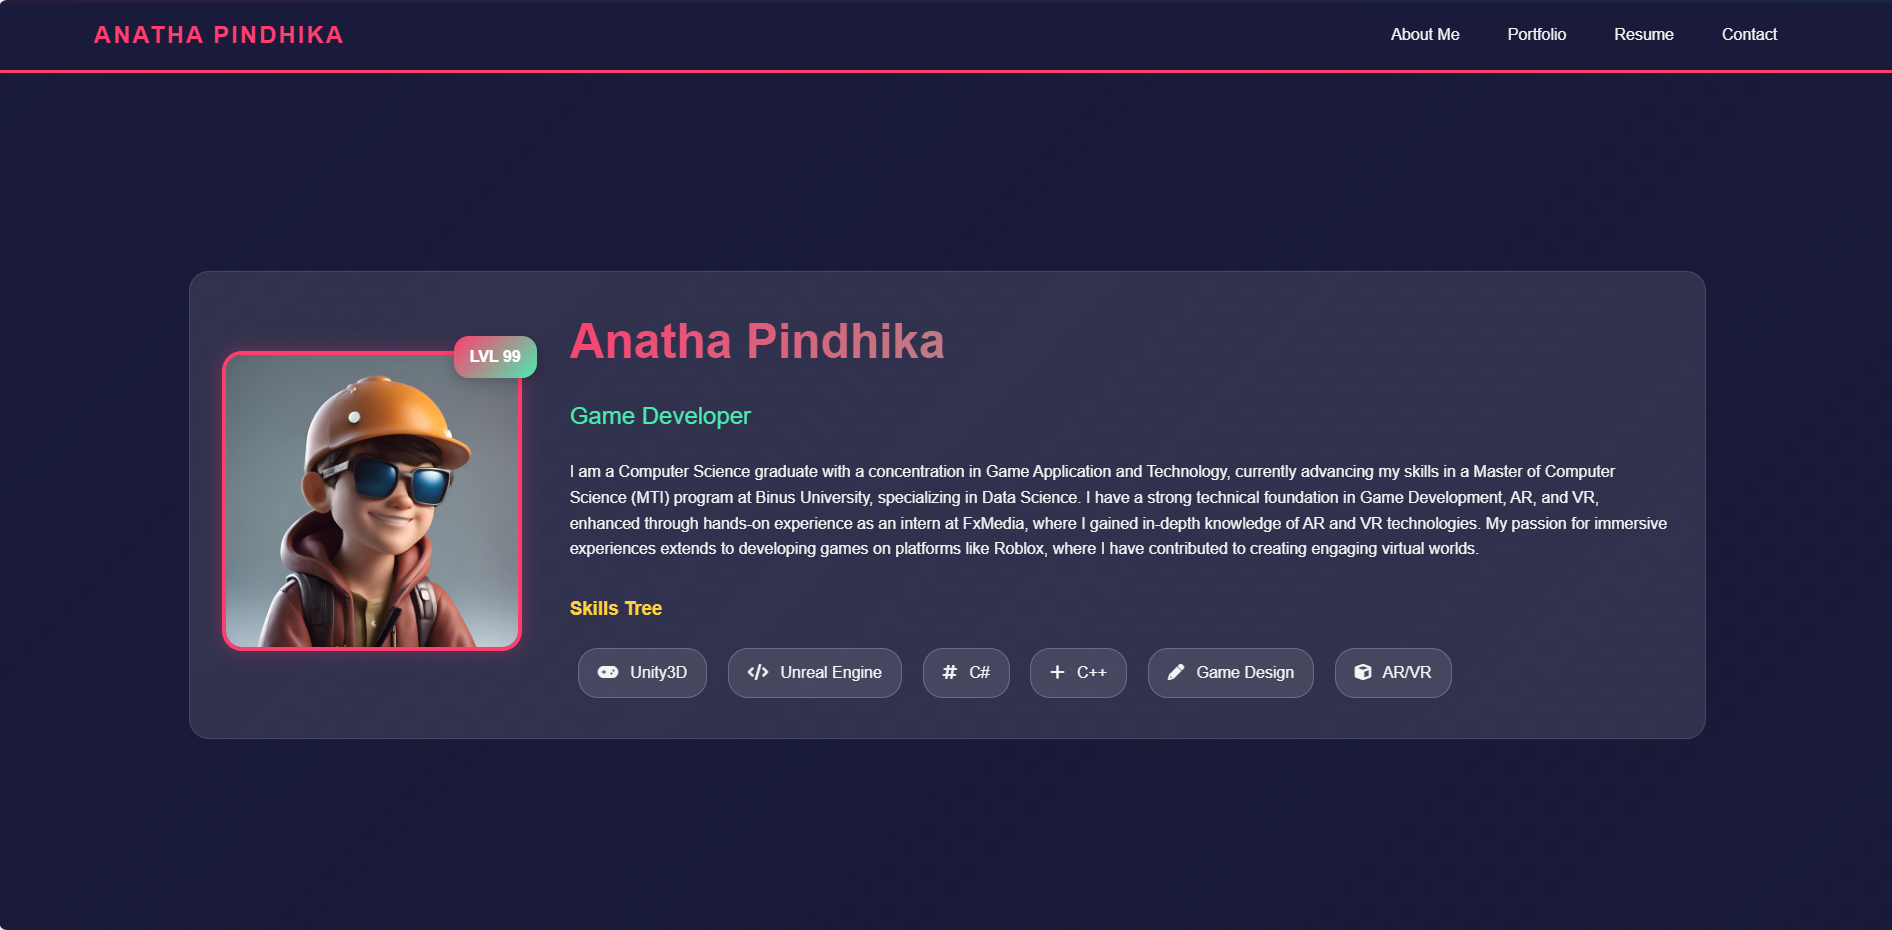 ANATHA PINDHIKA
About Me
Portfolio
Resume
Contact
LVL 99
Anatha Pindhika
Game Developer
I am a Computer Science graduate with a concentration in Game Application and Technology, currently advancing my skills in a Master of Computer
Science (MTI) program at Binus University, specializing in Data Science. I have a strong technical foundation in Game Development, AR, and VR,
enhanced through hands-on experience as an intern at FxMedia, where I gained in-depth knowledge of AR and VR technologies. My passion for immersive
experiences extends to developing games on platforms like Roblox, where I have contributed to creating engaging virtual worlds.
Skills Tree
Unity3D
Unreal Engine
C#
C++
Game Design
AR/VR